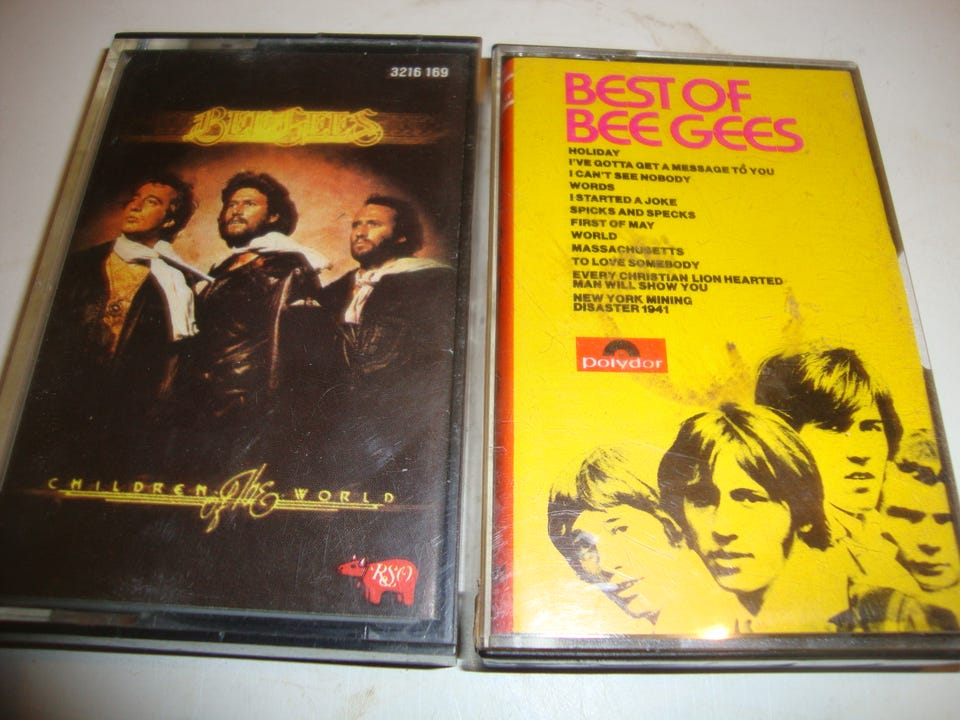 3216 169
BEE GEES
CHILDREN Of The WORLD
RSO
BEST OF
BEE GEES
HOLIDAY
I'VE GOTTA GET A MESSAGE TO YOU
I CAN'T SEE NOBODY
WORDS
I STARTED A JOKE
SPICKS AND SPECKS
FIRST OF MAY
WORLD
MASSACHUSETTS
TO LOVE SOMEBODY
EVERY CHRISTIAN LION HEARTED
MAN WILL SHOW YOU
NEW YORK MINING
DISASTER 1941
polydor